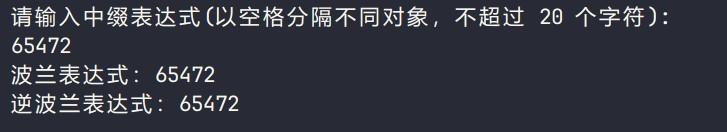 请输入中缀表达式(以空格分隔不同对象，不超过 20 个字符):
65472
波兰表达式: 65472
逆波兰表达式: 65472